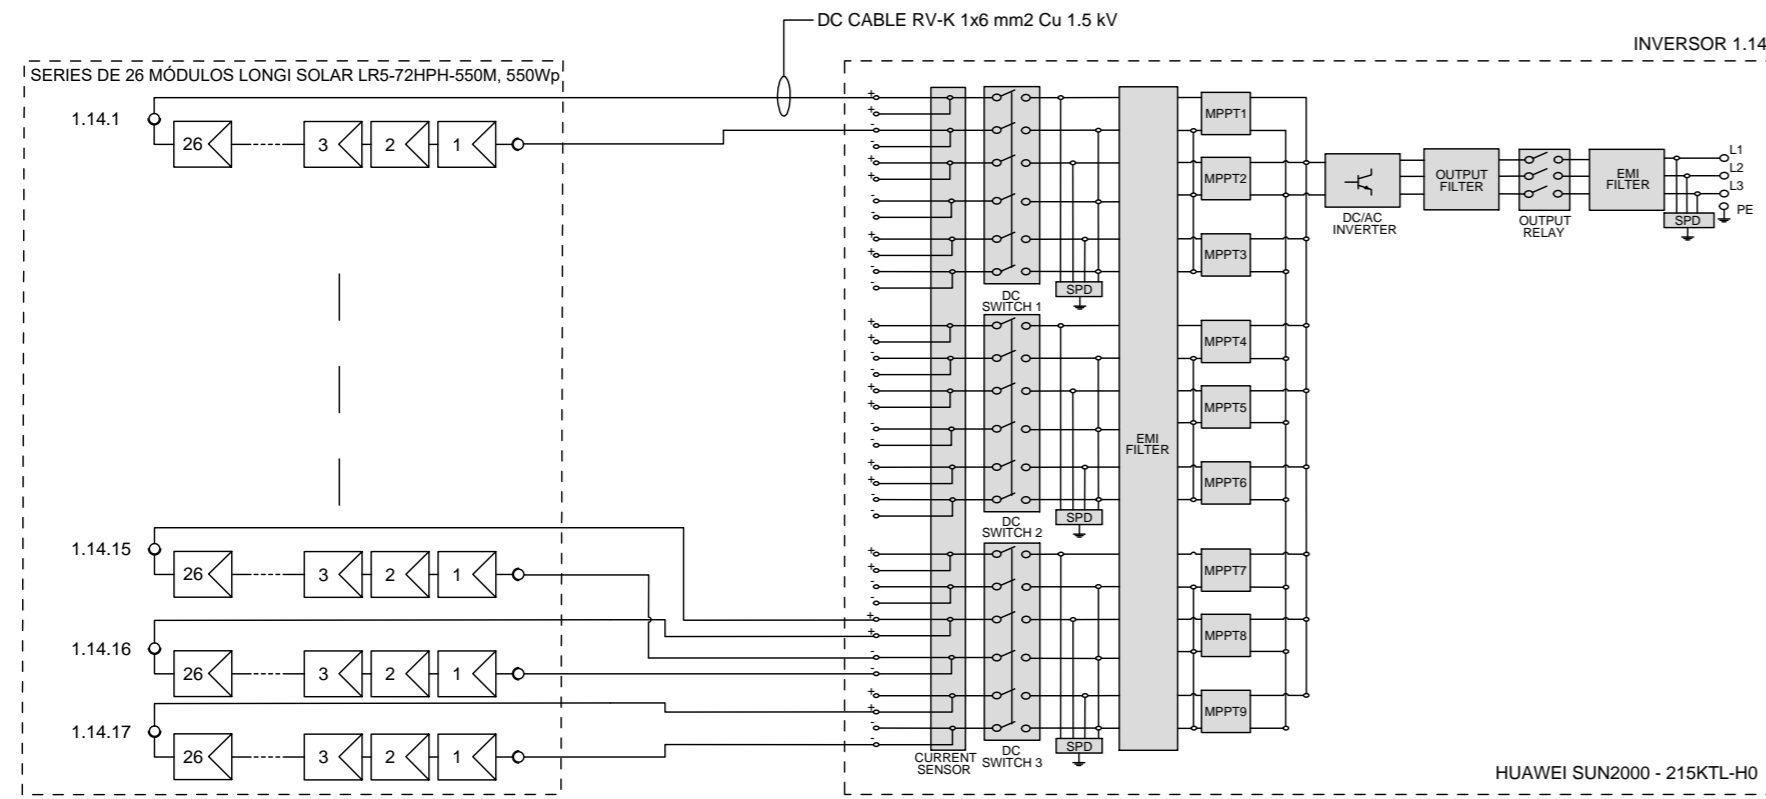 DC CABLE RV-K 1x6 mm2 Cu 1.5 kV
INVERSOR 1.14
SERIES DE 26 MÓDULOS LONGI SOLAR LR5-72HPH-550M, 550Wp
1.14.1
26
3
2
1
1.14.15
26
3
2
1
1.14.16
26
3
2
1
1.14.17
26
3
2
1
+
+
-
-
+
+
-
-
+
+
-
-
+
+
-
-
+
+
-
-
+
+
-
-
+
+
-
-
+
+
-
-
+
+
-
-
CURRENT
SENSOR
DC
SWITCH 1
DC
SWITCH 2
DC
SWITCH 3
SPD
SPD
SPD
EMI
FILTER
MPPT1
MPPT2
MPPT3
MPPT4
MPPT5
MPPT6
MPPT7
MPPT8
MPPT9
DC/AC
INVERTER
OUTPUT
FILTER
OUTPUT
RELAY
EMI
FILTER
SPD
L1
L2
L3
PE
HUAWEI SUN2000 - 215KTL-H0